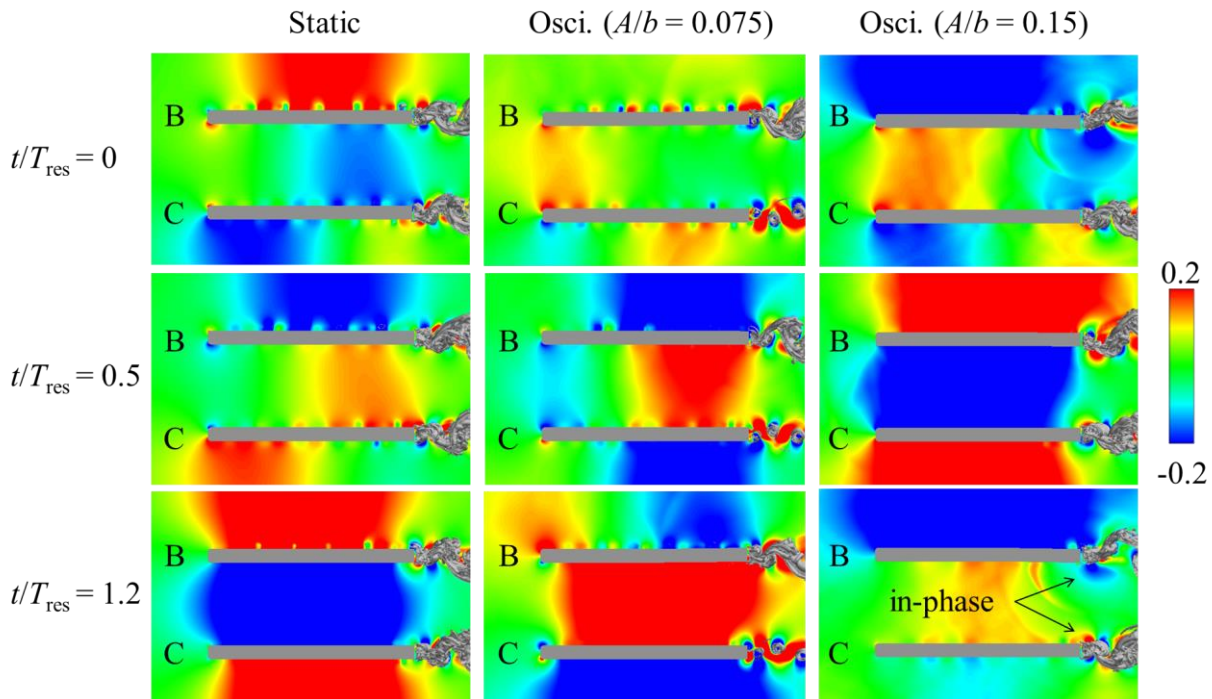 Static Osci. (A/b = 0.075) Osci. (A/b = 0.15)
B B B
t/Tres = 0
C C C
0.2
B B B
t/Tres = 0.5
C C C
-0.2
B B B
t/Tres = 1.2
in-phase
C C C